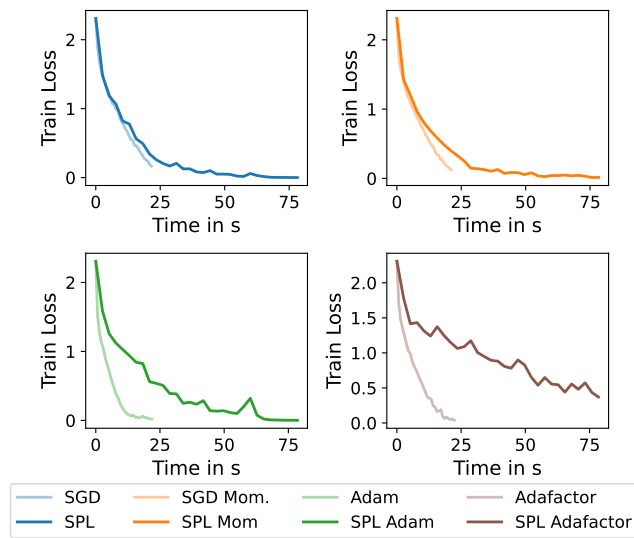 2
1
0
Train Loss
0 25 50 75
Time in s
2
1
0
Train Loss
0 25 50 75
Time in s
2
1
0
Train Loss
0 25 50 75
Time in s
2.0
1.5
1.0
0.5
0.0
Train Loss
0 25 50 75
Time in s
SGD SGD Mom. Adam Adafactor
SPL SPL Mom SPL Adam SPL Adafactor